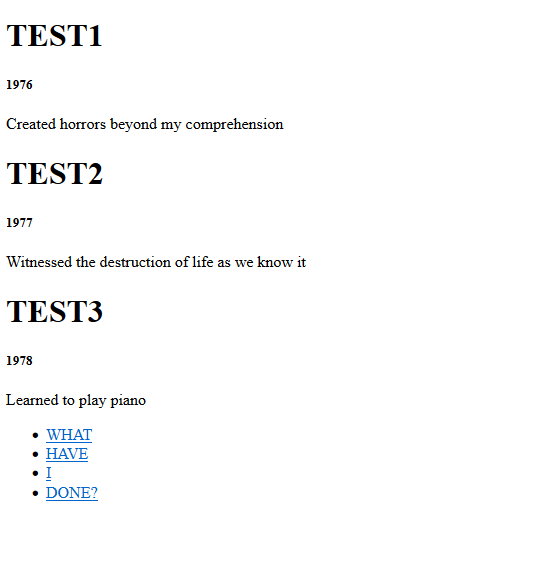 TEST1
1976
Created horrors beyond my comprehension
TEST2
1977
Witnessed the destruction of life as we know it
TEST3
1978
Learned to play piano
WHAT
HAVE
I
DONE?